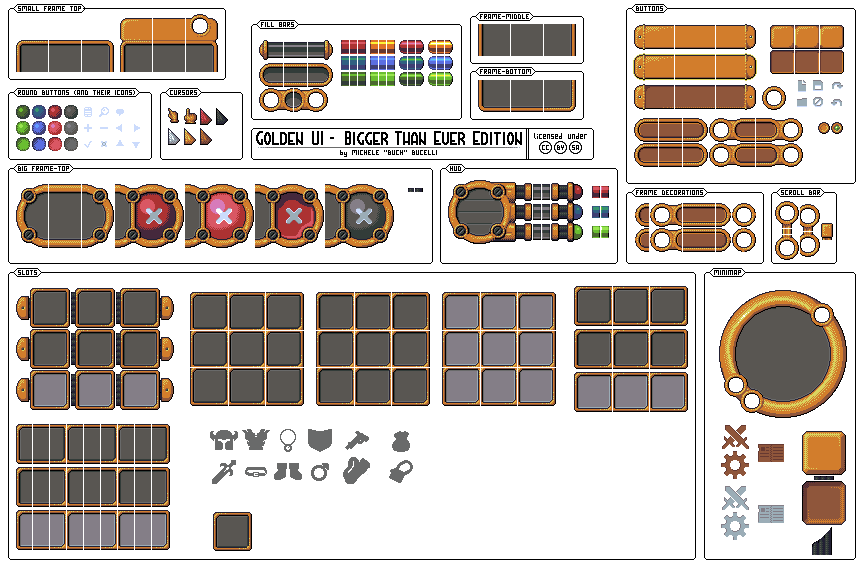 SMALL FRAME TOP
FILL BARS
FRAME-MIDDLE
BUTTONS
FRAME-BOTTOM
ROUND BUTTONS (AND THEIR ICONS)
CURSORS
GOLDEN UI - BIGGER THAN EVER EDITION
by MICHELE "BUCH" BUCELLI
licensed under
CC BY SA
BIG FRAME-TOP
HUD
FRAME DECORATIONS
SCROLL BAR
SLOTS
MINIMAP